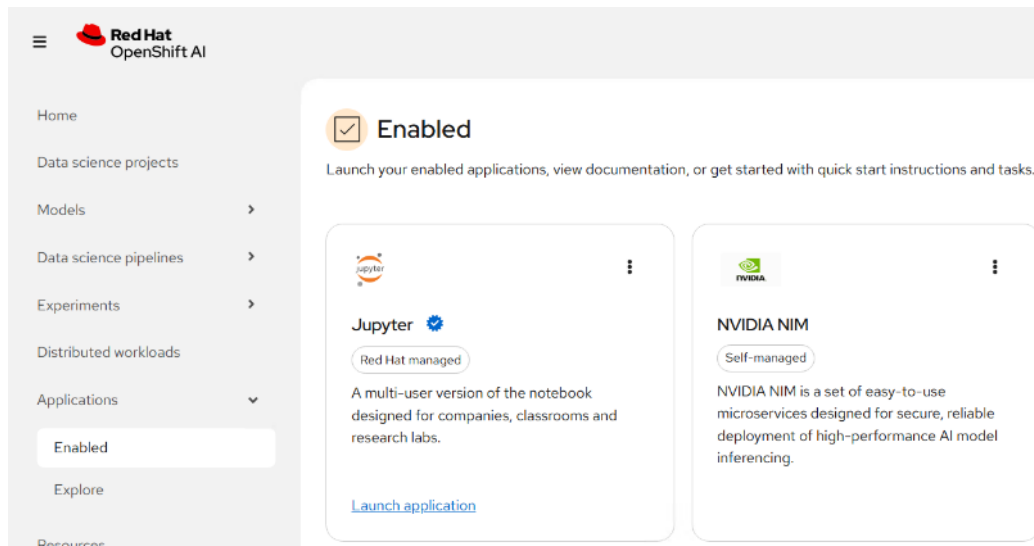 Red Hat
OpenShift AI
Home
Data science projects
Models
Data science pipelines
Experiments
Distributed workloads
Applications
Enabled
Explore
Resources
Enabled
Launch your enabled applications, view documentation, or get started with quick start instructions and tasks.
jupyter
Jupyter
Red Hat managed
A multi-user version of the notebook
designed for companies, classrooms and
research labs.
Launch application
NVIDIA
NVIDIA NIM
Self-managed
NVIDIA NIM is a set of easy-to-use
microservices designed for secure, reliable
deployment of high-performance AI model
inferencing.